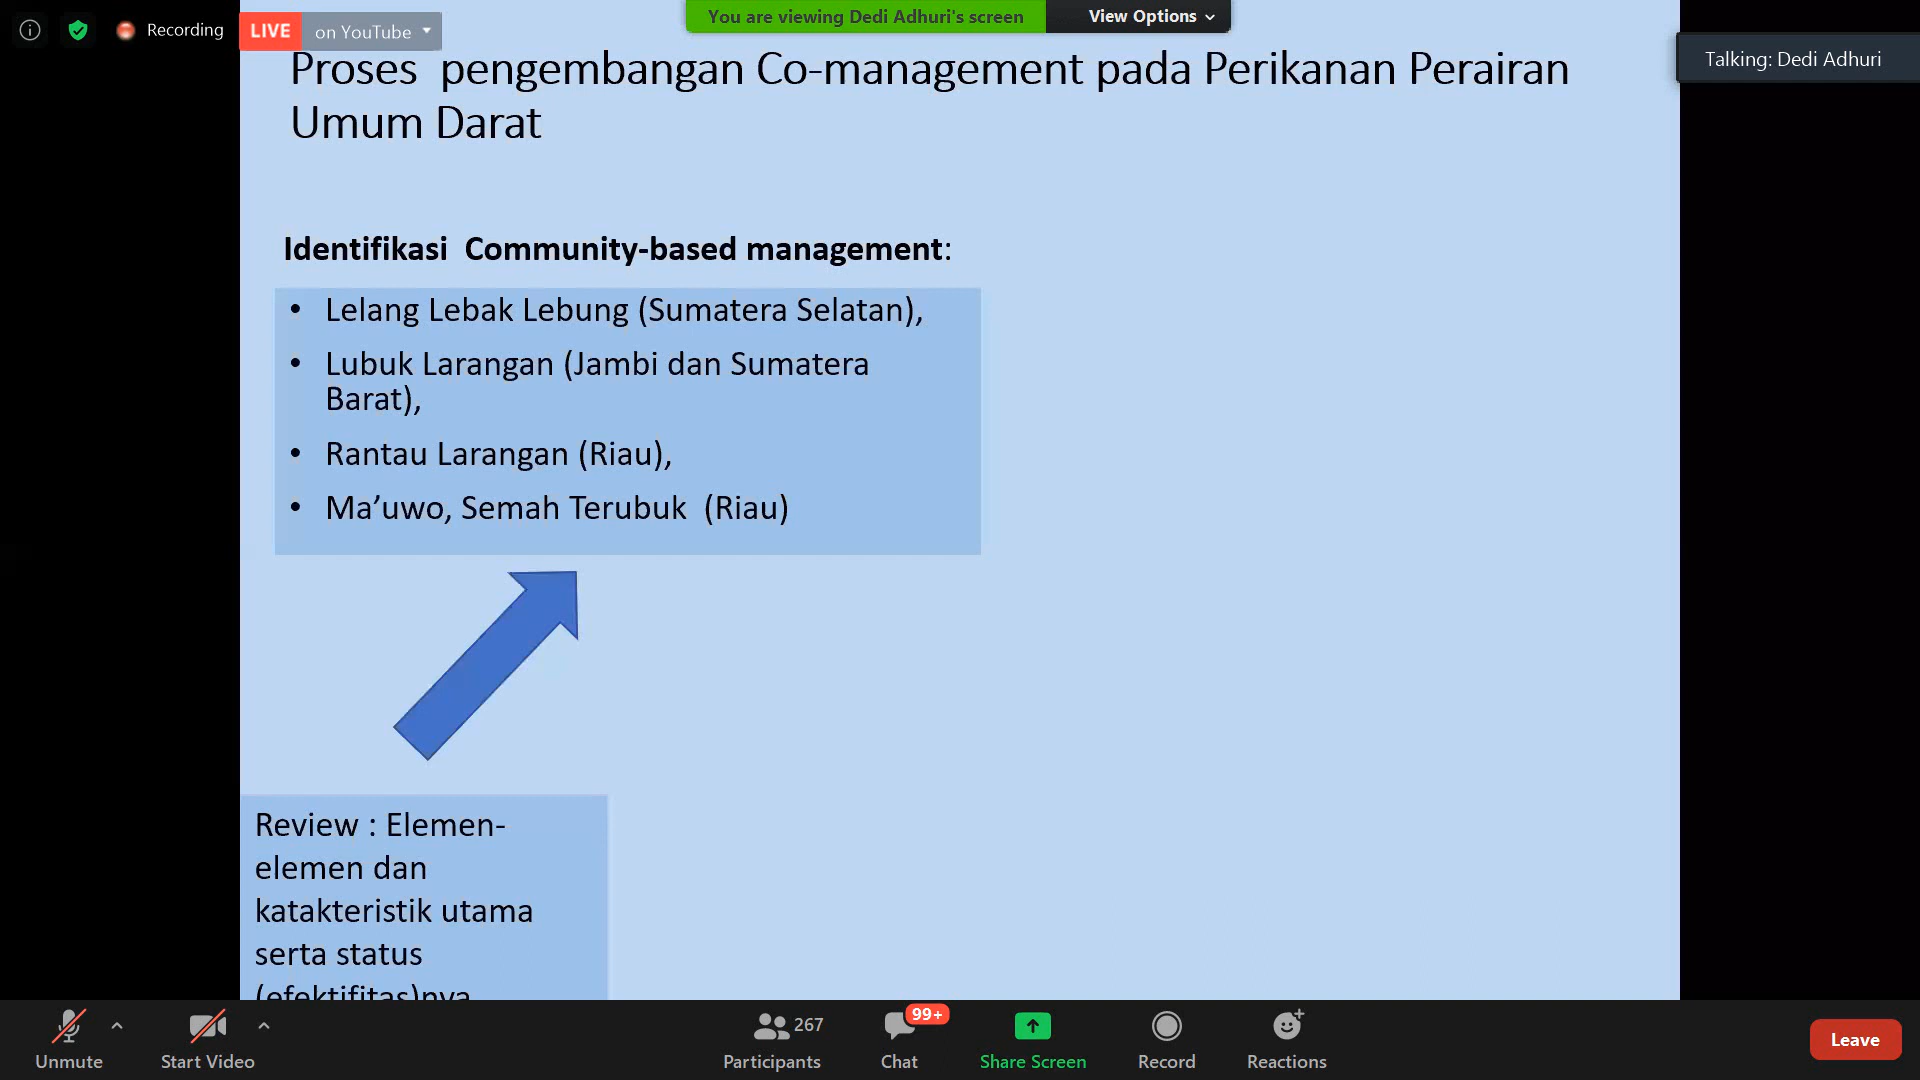 Recording
LIVE on YouTube
You are viewing Dedi Adhuri's screen
View Options
Talking: Dedi Adhuri
Proses pengembangan Co-management pada Perikanan Perairan
Umum Darat
Identifikasi Community-based management:
• Lelang Lebak Lebung (Sumatera Selatan),
• Lubuk Larangan (Jambi dan Sumatera
Barat),
• Rantau Larangan (Riau),
• Ma’uwo, Semah Terubuk (Riau)
Review : Elemen-
elemen dan
katakteristik utama
serta status
(efektifitas)nya
Unmute
Start Video
267
Participants
99+
Chat
Share Screen
Record
Reactions
Leave